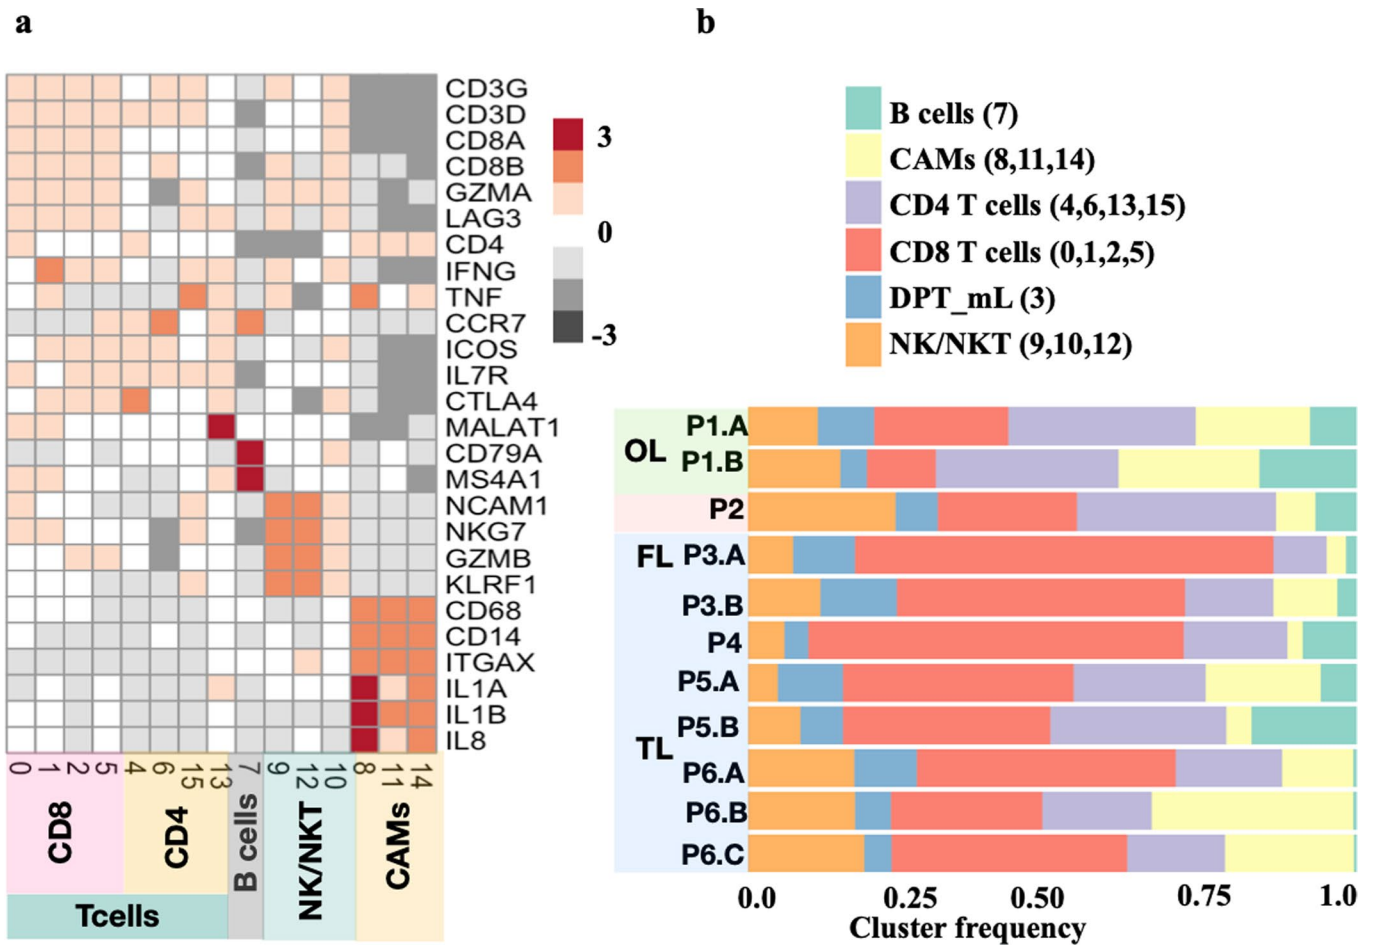 a
CD3G
CD3D
CD8A
CD8B
GZMA
LAG3
CD4
IFNG
TNF
CCR7
ICOS
IL7R
CTLA4
MALAT1
CD79A
MS4A1
NCAM1
NKG7
GZMB
KLRF1
CD68
CD14
ITGAX
IL1A
IL1B
IL8
3
0
-3
0 1 2 5 4 6 15 13 7 9 12 10 8 11 14
CD8
CD4
B cells
NK/NKT
CAMs
Tcells
b
B cells (7)
CAMs (8,11,14)
CD4 T cells (4,6,13,15)
CD8 T cells (0,1,2,5)
DPT_mL (3)
NK/NKT (9,10,12)
OL
P1.A
P1.B
P2
FL P3.A
P3.B
P4
P5.A
P5.B
TL
P6.A
P6.B
P6.C
0.0 0.25 0.50 0.75 1.0
Cluster frequency